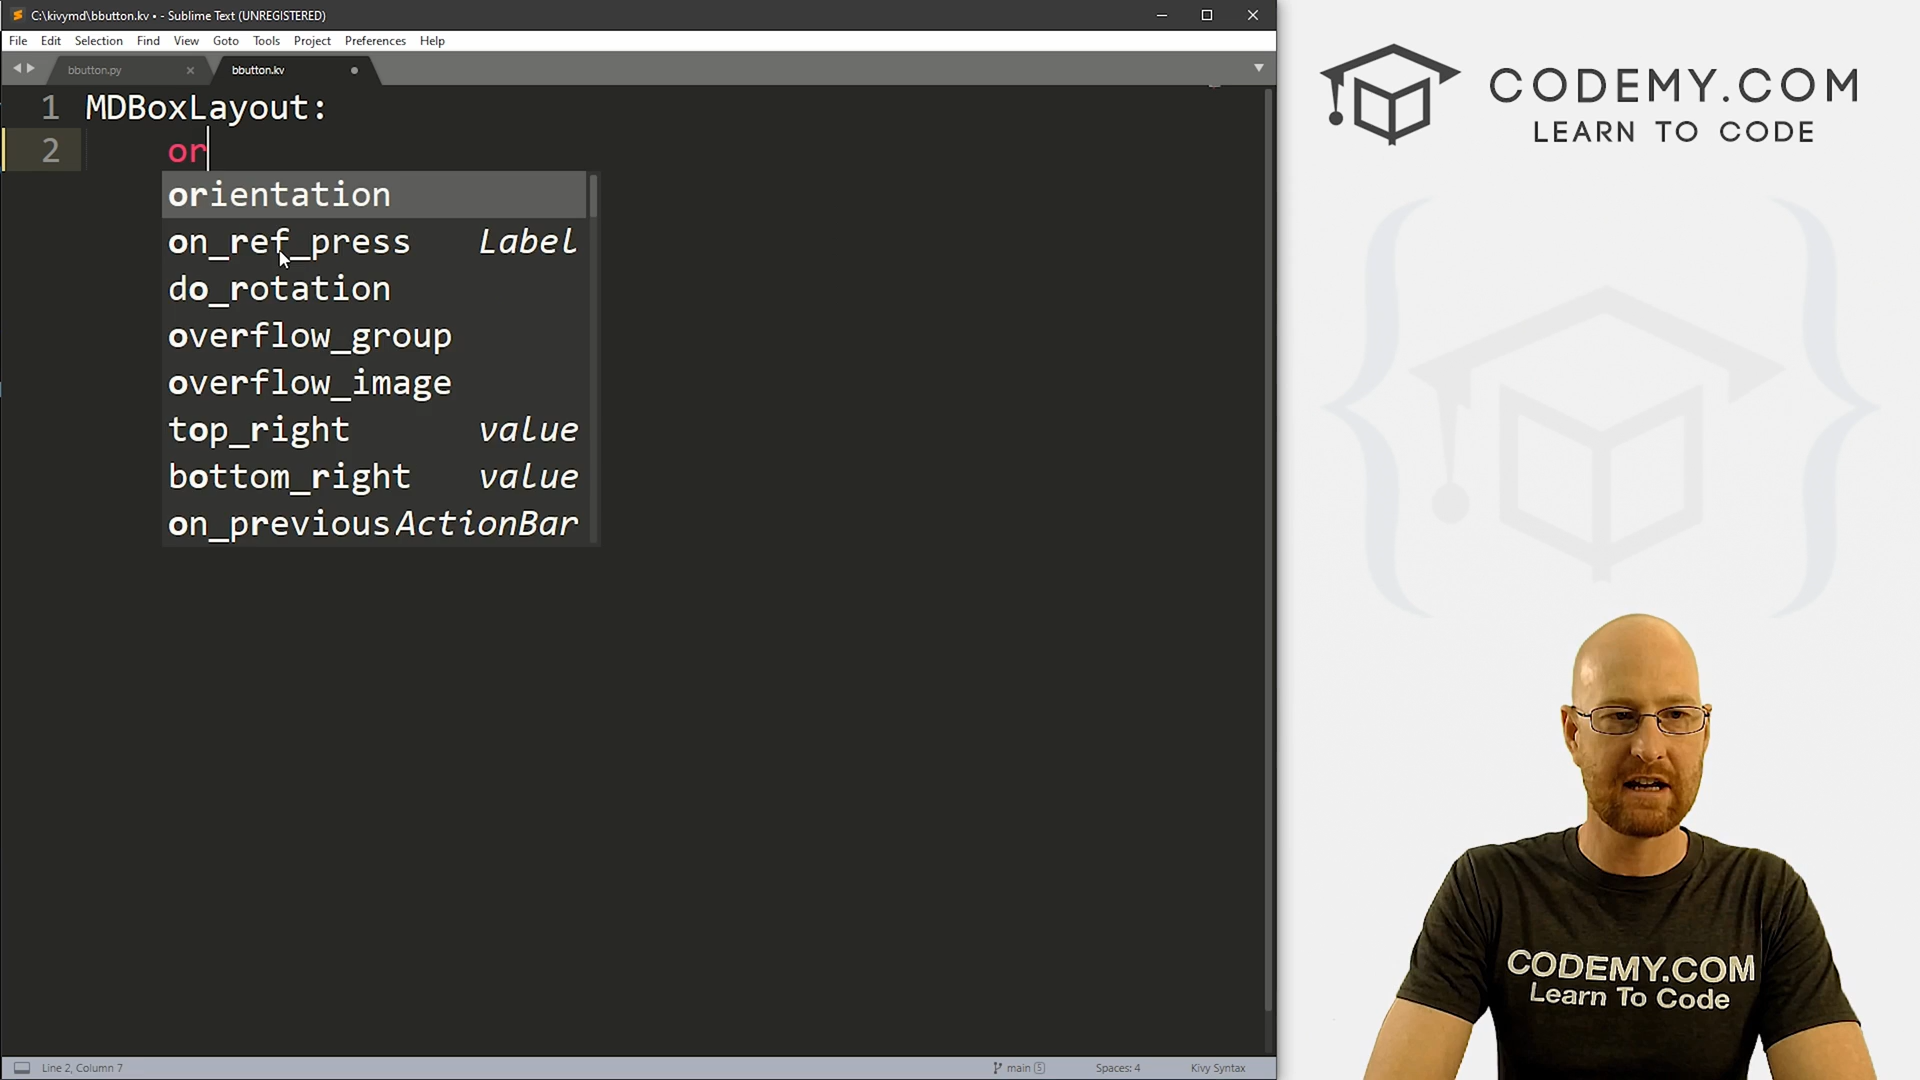 C:\kivymd\bbutton.kv • - Sublime Text (UNREGISTERED)
File Edit Selection Find View Goto Tools Project Preferences Help
bbutton.py
bbutton.kv
1 MDBoxLayout:
2 or
orientation
on_ref_press Label
do_rotation
overflow_group
overflow_image
top_right value
bottom_right value
on_previous ActionBar
Line 2, Column 7
main 5
Spaces: 4
Kivy Syntax
CODEMY.COM
LEARN TO CODE
CODEMY.COM
Learn To Code